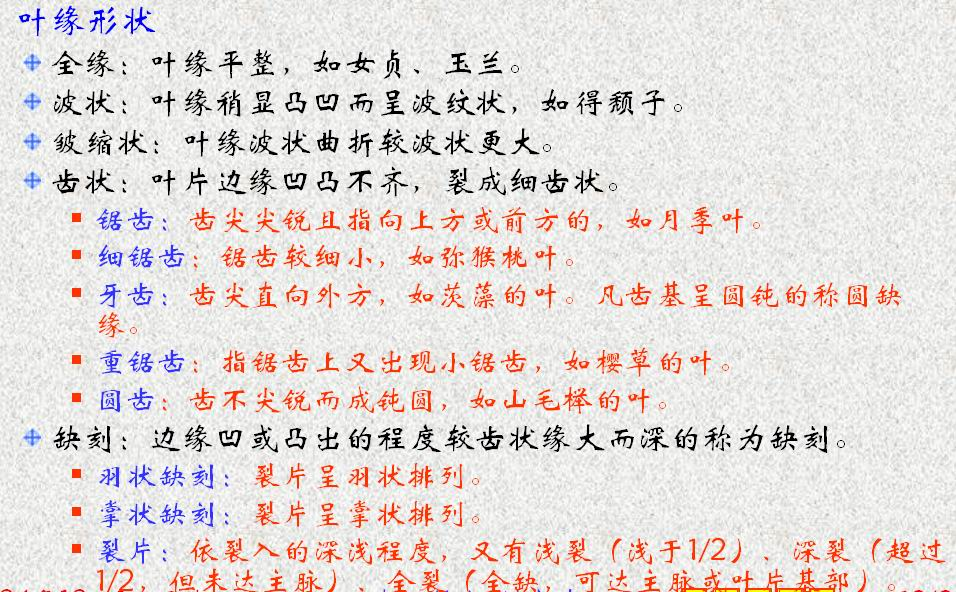 叶缘形状
全缘：叶缘平整，如女贞、玉兰。
波状：叶缘稍显凸凹而呈波纹状，如得颓子。
皱缩状：叶缘波状曲折较波状更大。
齿状：叶片边缘凹凸不齐，裂成细齿状。
锯齿：齿尖尖锐且指向上方或前方的，如月季叶。
细锯齿：锯齿较细小，如弥猴桃叶。
牙齿：齿尖直向外方，如茨藻的叶。凡齿基呈圆钝的称圆缺
缘。
重锯齿：指锯齿上又出现小锯齿，如樱草的叶。
圆齿：齿不尖锐而成钝圆，如山毛榉的叶。
缺刻：边缘凹或凸出的程度较齿状缘大而深的称为缺刻。
羽状缺刻：裂片呈羽状排列。
掌状缺刻：裂片呈掌状排列。
裂片：依裂入的深浅程度，又有浅裂（浅于1/2）、深裂（超过
1/2，但未达主脉）、全裂（全缺，可达主脉或叶片基部）。